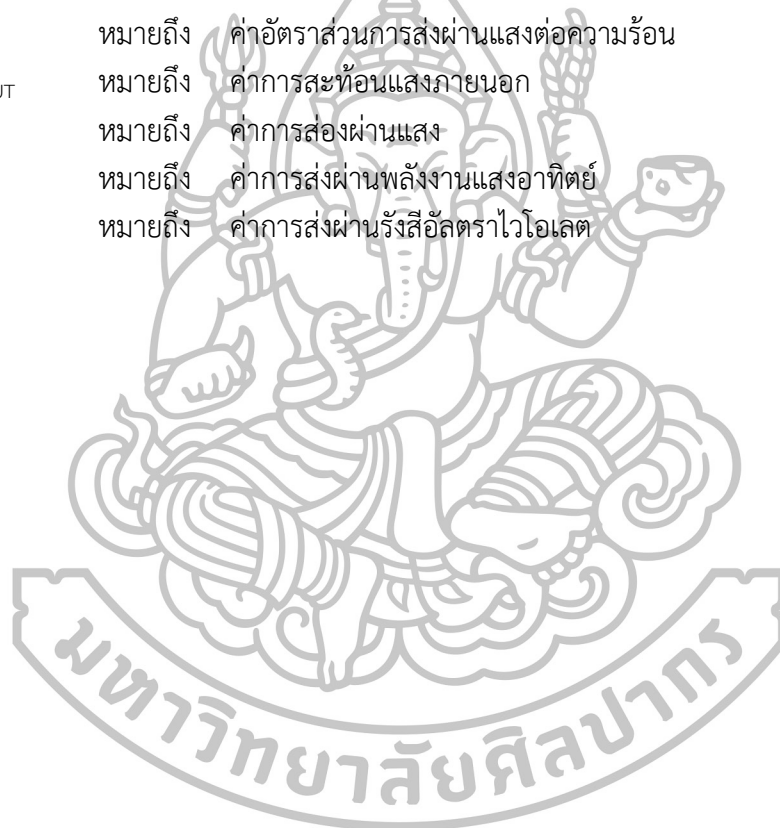 หมายถึง ค่าอัตราส่วนการส่งผ่านแสงต่อความร้อน
UT หมายถึง ค่าการสะท้อนแสงภายนอก
หมายถึง ค่าการส่องผ่านแสง
หมายถึง ค่าการส่งผ่านพลังงานแสงอาทิตย์
หมายถึง ค่าการส่งผ่านรังสีอัลตราไวโอเลต
มหาวิทยาลัยศิลปากร